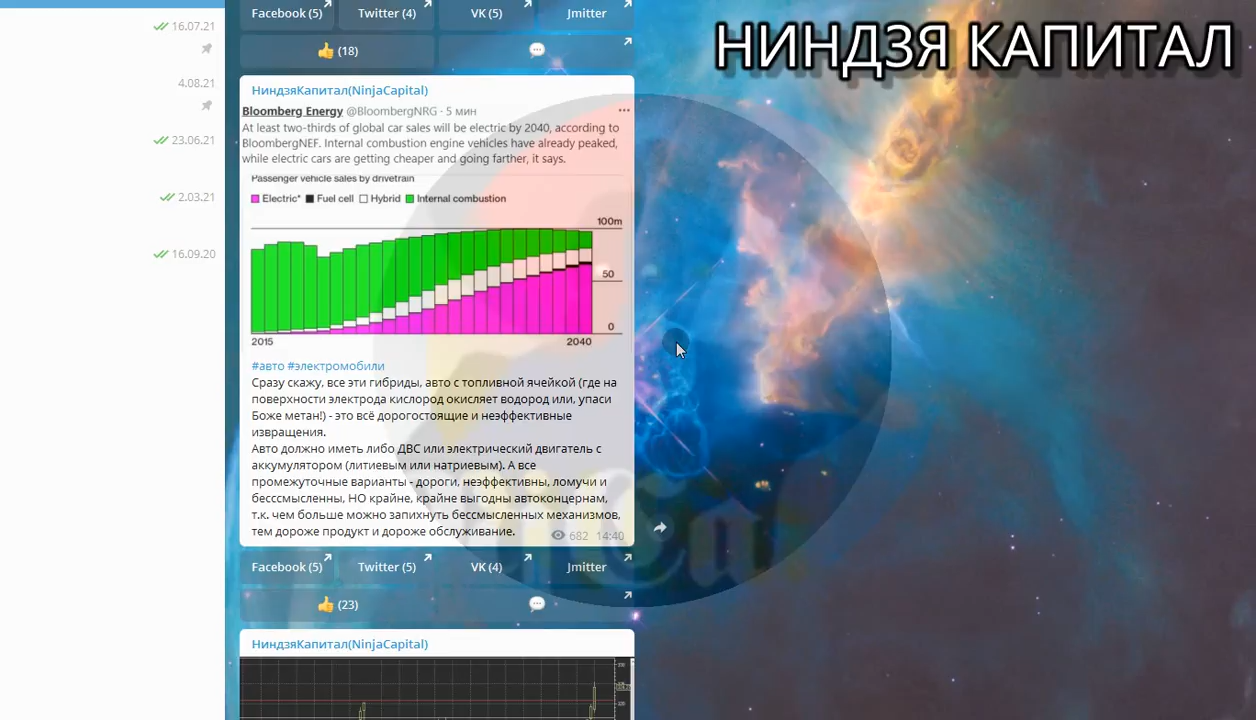 16.07.21
4.08.21
23.06.21
2.03.21
16.09.20
Facebook (5) Twitter (4) VK (5) Jmitter
👍 (18) 💬
НИНДЗЯ КАПИТАЛ
НиндзяКапитал(NinjaCapital)
Bloomberg Energy @BloombergNRG · 5 мин
At least two-thirds of global car sales will be electric by 2040, according to
BloombergNEF. Internal combustion engine vehicles have already peaked,
while electric cars are getting cheaper and going farther, it says.
Passenger vehicle sales by drivetrain
Electric* Fuel cell Hybrid Internal combustion
100m
50
0
2015 2040
#авто #электромобили
Сразу скажу, все эти гибриды, авто с топливной ячейкой (где на
поверхности электрода кислород окисляет водород или, упаси
Боже метан!) - это всё дорогостоящие и неэффективные
извращения.
Авто должно иметь либо ДВС или электрический двигатель с
аккумулятором (литиевым или натриевым). А все
промежуточные варианты - дороги, неэффективны, ломучи и
бесссмысленны, НО крайне, крайне выгодны автоконцернам,
т.к. чем больше можно запихнуть бессмысленных механизмов,
тем дороже продукт и дороже обслуживание.
682 14:40
Facebook (5) Twitter (5) VK (4) Jmitter
👍 (23) 💬
НиндзяКапитал(NinjaCapital)